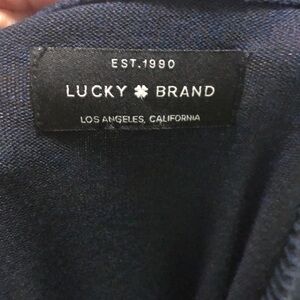 EST.1990
LUCKY BRAND
LOS ANGELES, CALIFORNIA